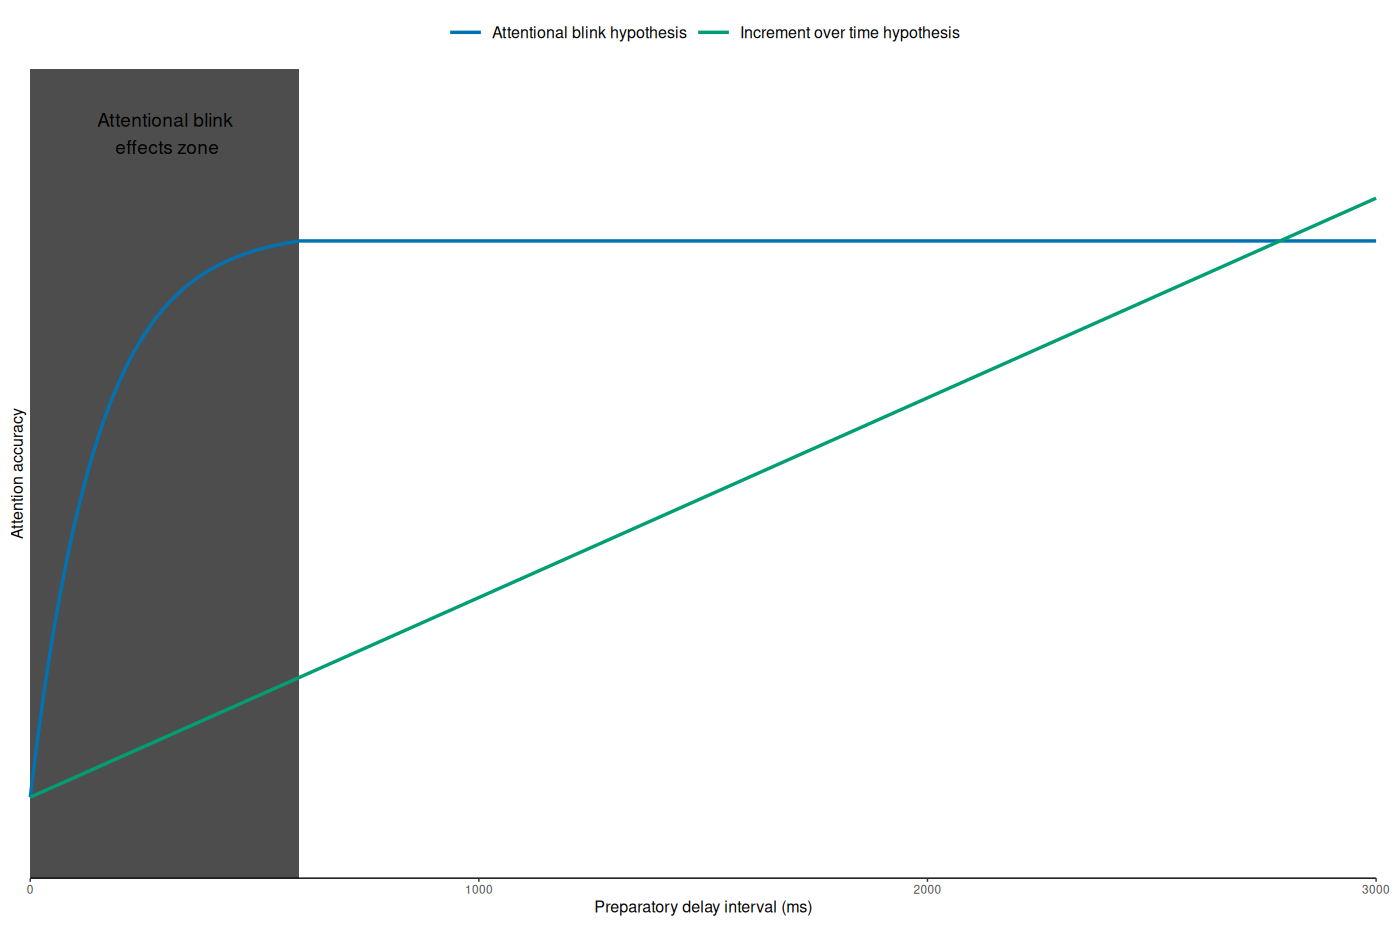 Attentional blink hypothesis
Increment over time hypothesis
Attentional blink
effects zone
Attention accuracy
0
1000
2000
3000
Preparatory delay interval (ms)